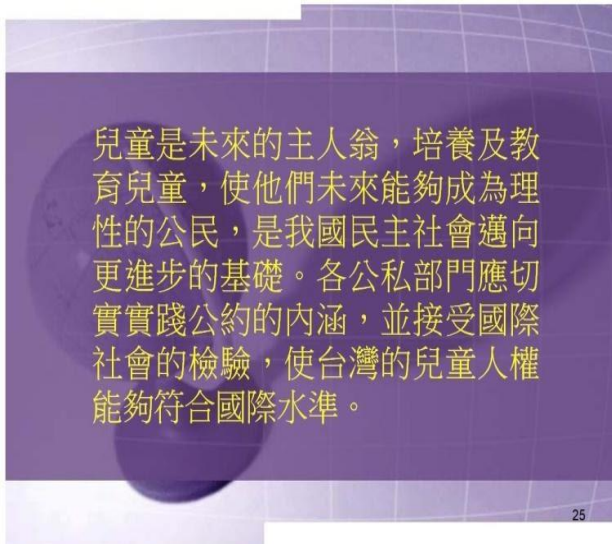 兒童是未來的主人翁，培養及教
育兒童，使他們未來能夠成為理
性的公民，是我國民主社會邁向
更進步的基礎。各公私部門應切
實實踐公約的內涵，並接受國際
社會的檢驗，使台灣的兒童人權
能夠符合國際水準。
25